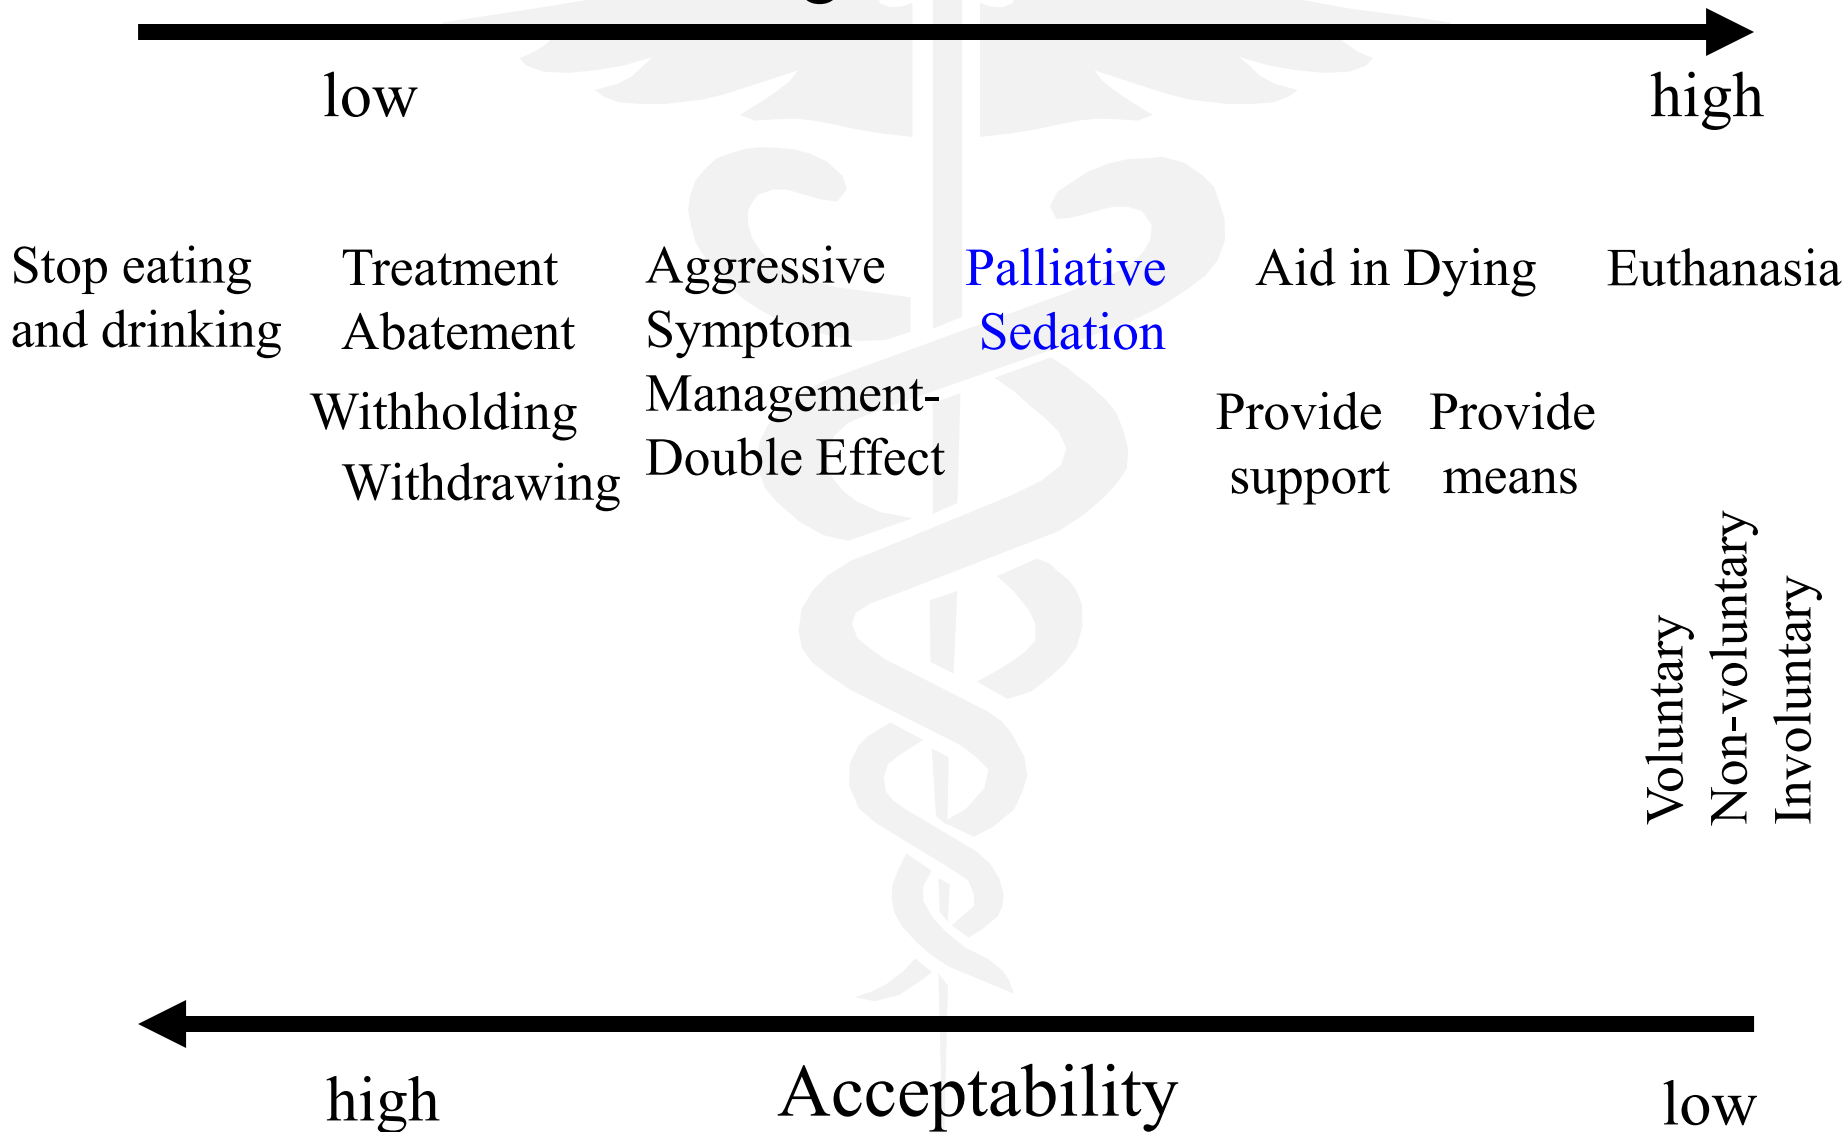 low
high
Stop eating
and drinking
Treatment
Abatement
Withholding
Withdrawing
Aggressive
Symptom
Management-
Double Effect
Palliative
Sedation
Aid in Dying
Provide
support
Provide
means
Euthanasia
Voluntary
Non-voluntary
Involuntary
high
Acceptability
low